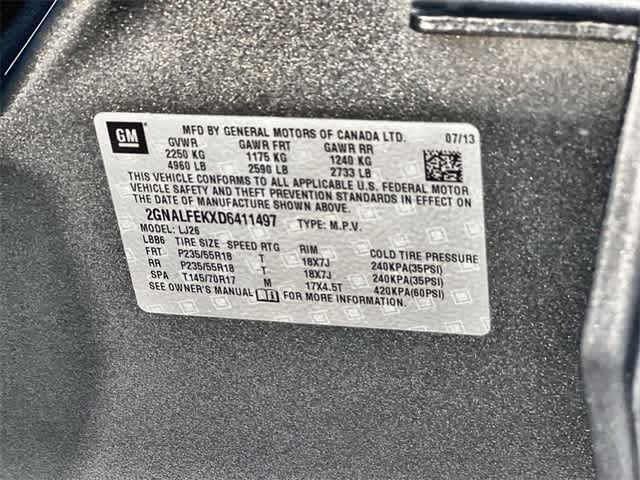 GM
MFD BY GENERAL MOTORS OF CANADA LTD. 07/13
GVWR GAWR FRT GAWR RR
2250 KG 1175 KG 1240 KG
4960 LB 2590 LB 2733 LB
THIS VEHICLE CONFORMS TO ALL APPLICABLE U.S. FEDERAL MOTOR
VEHICLE SAFETY AND THEFT PREVENTION STANDARDS IN EFFECT ON
THE DATE OF MANUFACTURE SHOWN ABOVE.
2GNALFEKXD6411497 TYPE: M.P.V.
MODEL: LJ26
LBB6 TIRE SIZE SPEED RTG RIM COLD TIRE PRESSURE
FRT P235/55R18 T 18X7J 240KPA(35PSI)
RR P235/55R18 T 18X7J 240KPA(35PSI)
SPA T145/70R17 M 17X4.5T 420KPA(60PSI)
SEE OWNER'S MANUAL FOR MORE INFORMATION.